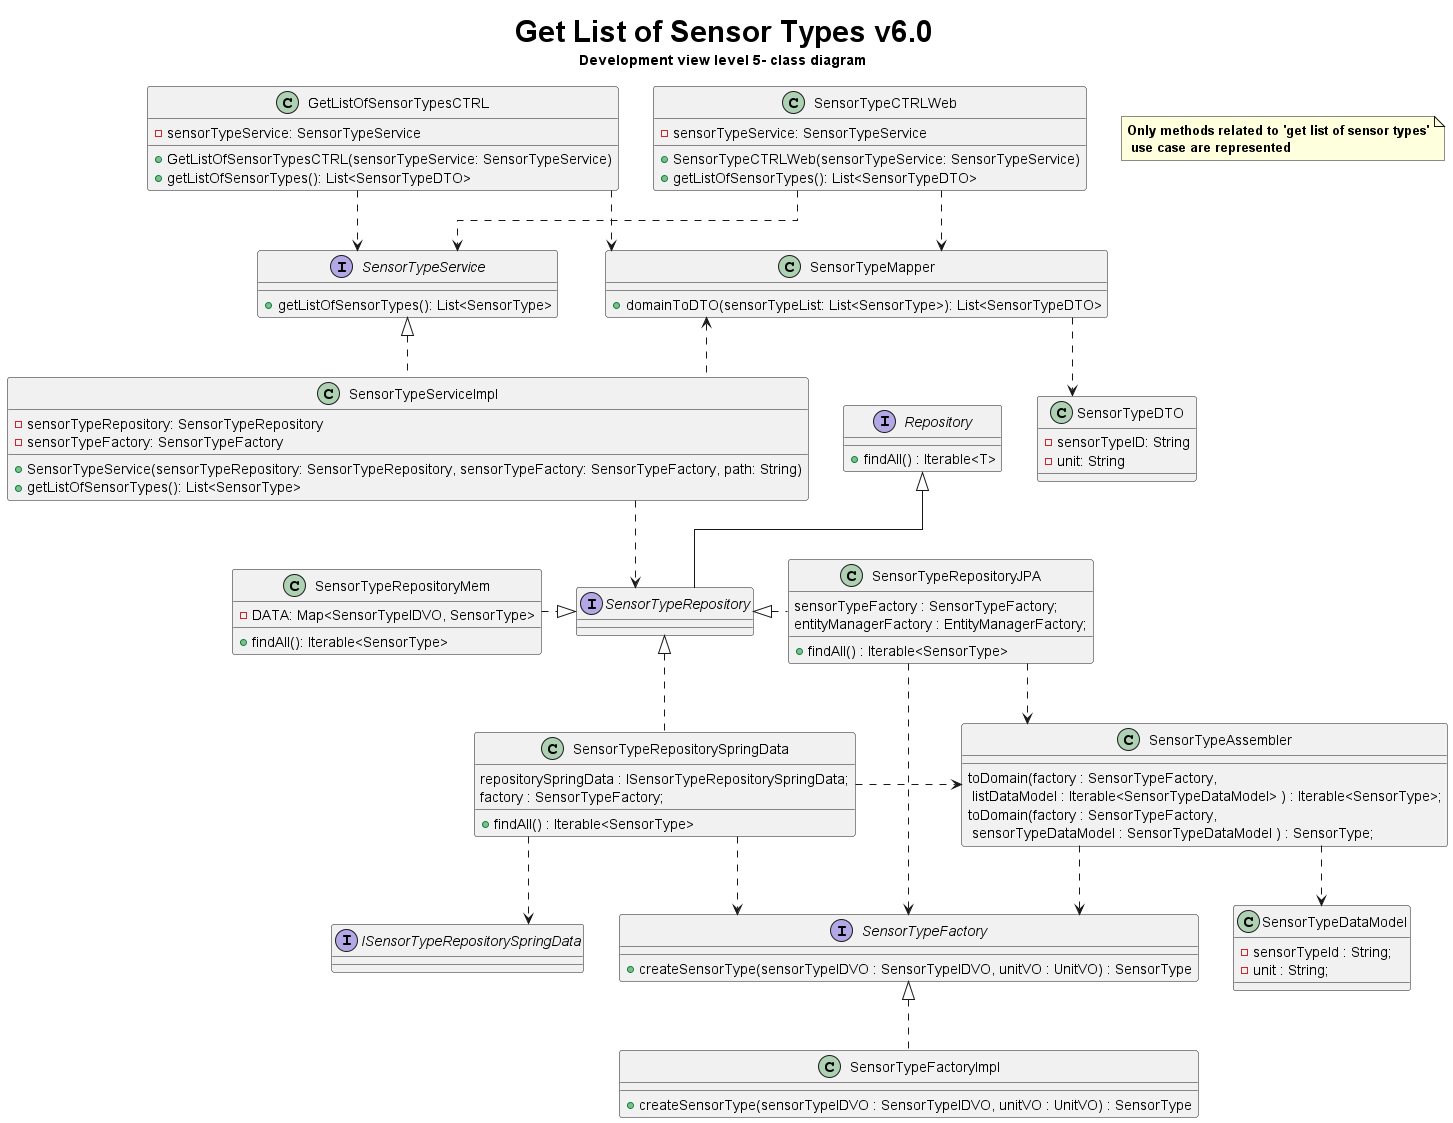 Get List of Sensor Types v6.0
Development view level 5- class diagram
C GetListOfSensorTypesCTRL
sensorTypeService: SensorTypeService
GetListOfSensorTypesCTRL(sensorTypeService: SensorTypeService)
getListOfSensorTypes(): List<SensorTypeDTO>
C SensorTypeCTRLWeb
sensorTypeService: SensorTypeService
SensorTypeCTRLWeb(sensorTypeService: SensorTypeService)
getListOfSensorTypes(): List<SensorTypeDTO>
Only methods related to 'get list of sensor types'
use case are represented
I SensorTypeService
getListOfSensorTypes(): List<SensorType>
C SensorTypeMapper
domainToDTO(sensorTypeList: List<SensorType>): List<SensorTypeDTO>
C SensorTypeServiceImpl
sensorTypeRepository: SensorTypeRepository
sensorTypeFactory: SensorTypeFactory
SensorTypeService(sensorTypeRepository: SensorTypeRepository, sensorTypeFactory: SensorTypeFactory, path: String)
getListOfSensorTypes(): List<SensorType>
I Repository
findAll() : Iterable<T>
C SensorTypeDTO
sensorTypeID: String
unit: String
C SensorTypeRepositoryMem
DATA: Map<SensorTypeIDVO, SensorType>
findAll(): Iterable<SensorType>
I SensorTypeRepository
C SensorTypeRepositoryJPA
sensorTypeFactory : SensorTypeFactory;
entityManagerFactory : EntityManagerFactory;
findAll() : Iterable<SensorType>
C SensorTypeRepositorySpringData
repositorySpringData : ISensorTypeRepositorySpringData;
factory : SensorTypeFactory;
findAll() : Iterable<SensorType>
C SensorTypeAssembler
toDomain(factory : SensorTypeFactory,
listDataModel : Iterable<SensorTypeDataModel> ) : Iterable<SensorType>;
toDomain(factory : SensorTypeFactory,
sensorTypeDataModel : SensorTypeDataModel ) : SensorType;
I ISensorTypeRepositorySpringData
I SensorTypeFactory
createSensorType(sensorTypeIDVO : SensorTypeIDVO, unitVO : UnitVO) : SensorType
C SensorTypeDataModel
sensorTypeId : String;
unit : String;
C SensorTypeFactoryImpl
createSensorType(sensorTypeIDVO : SensorTypeIDVO, unitVO : UnitVO) : SensorType